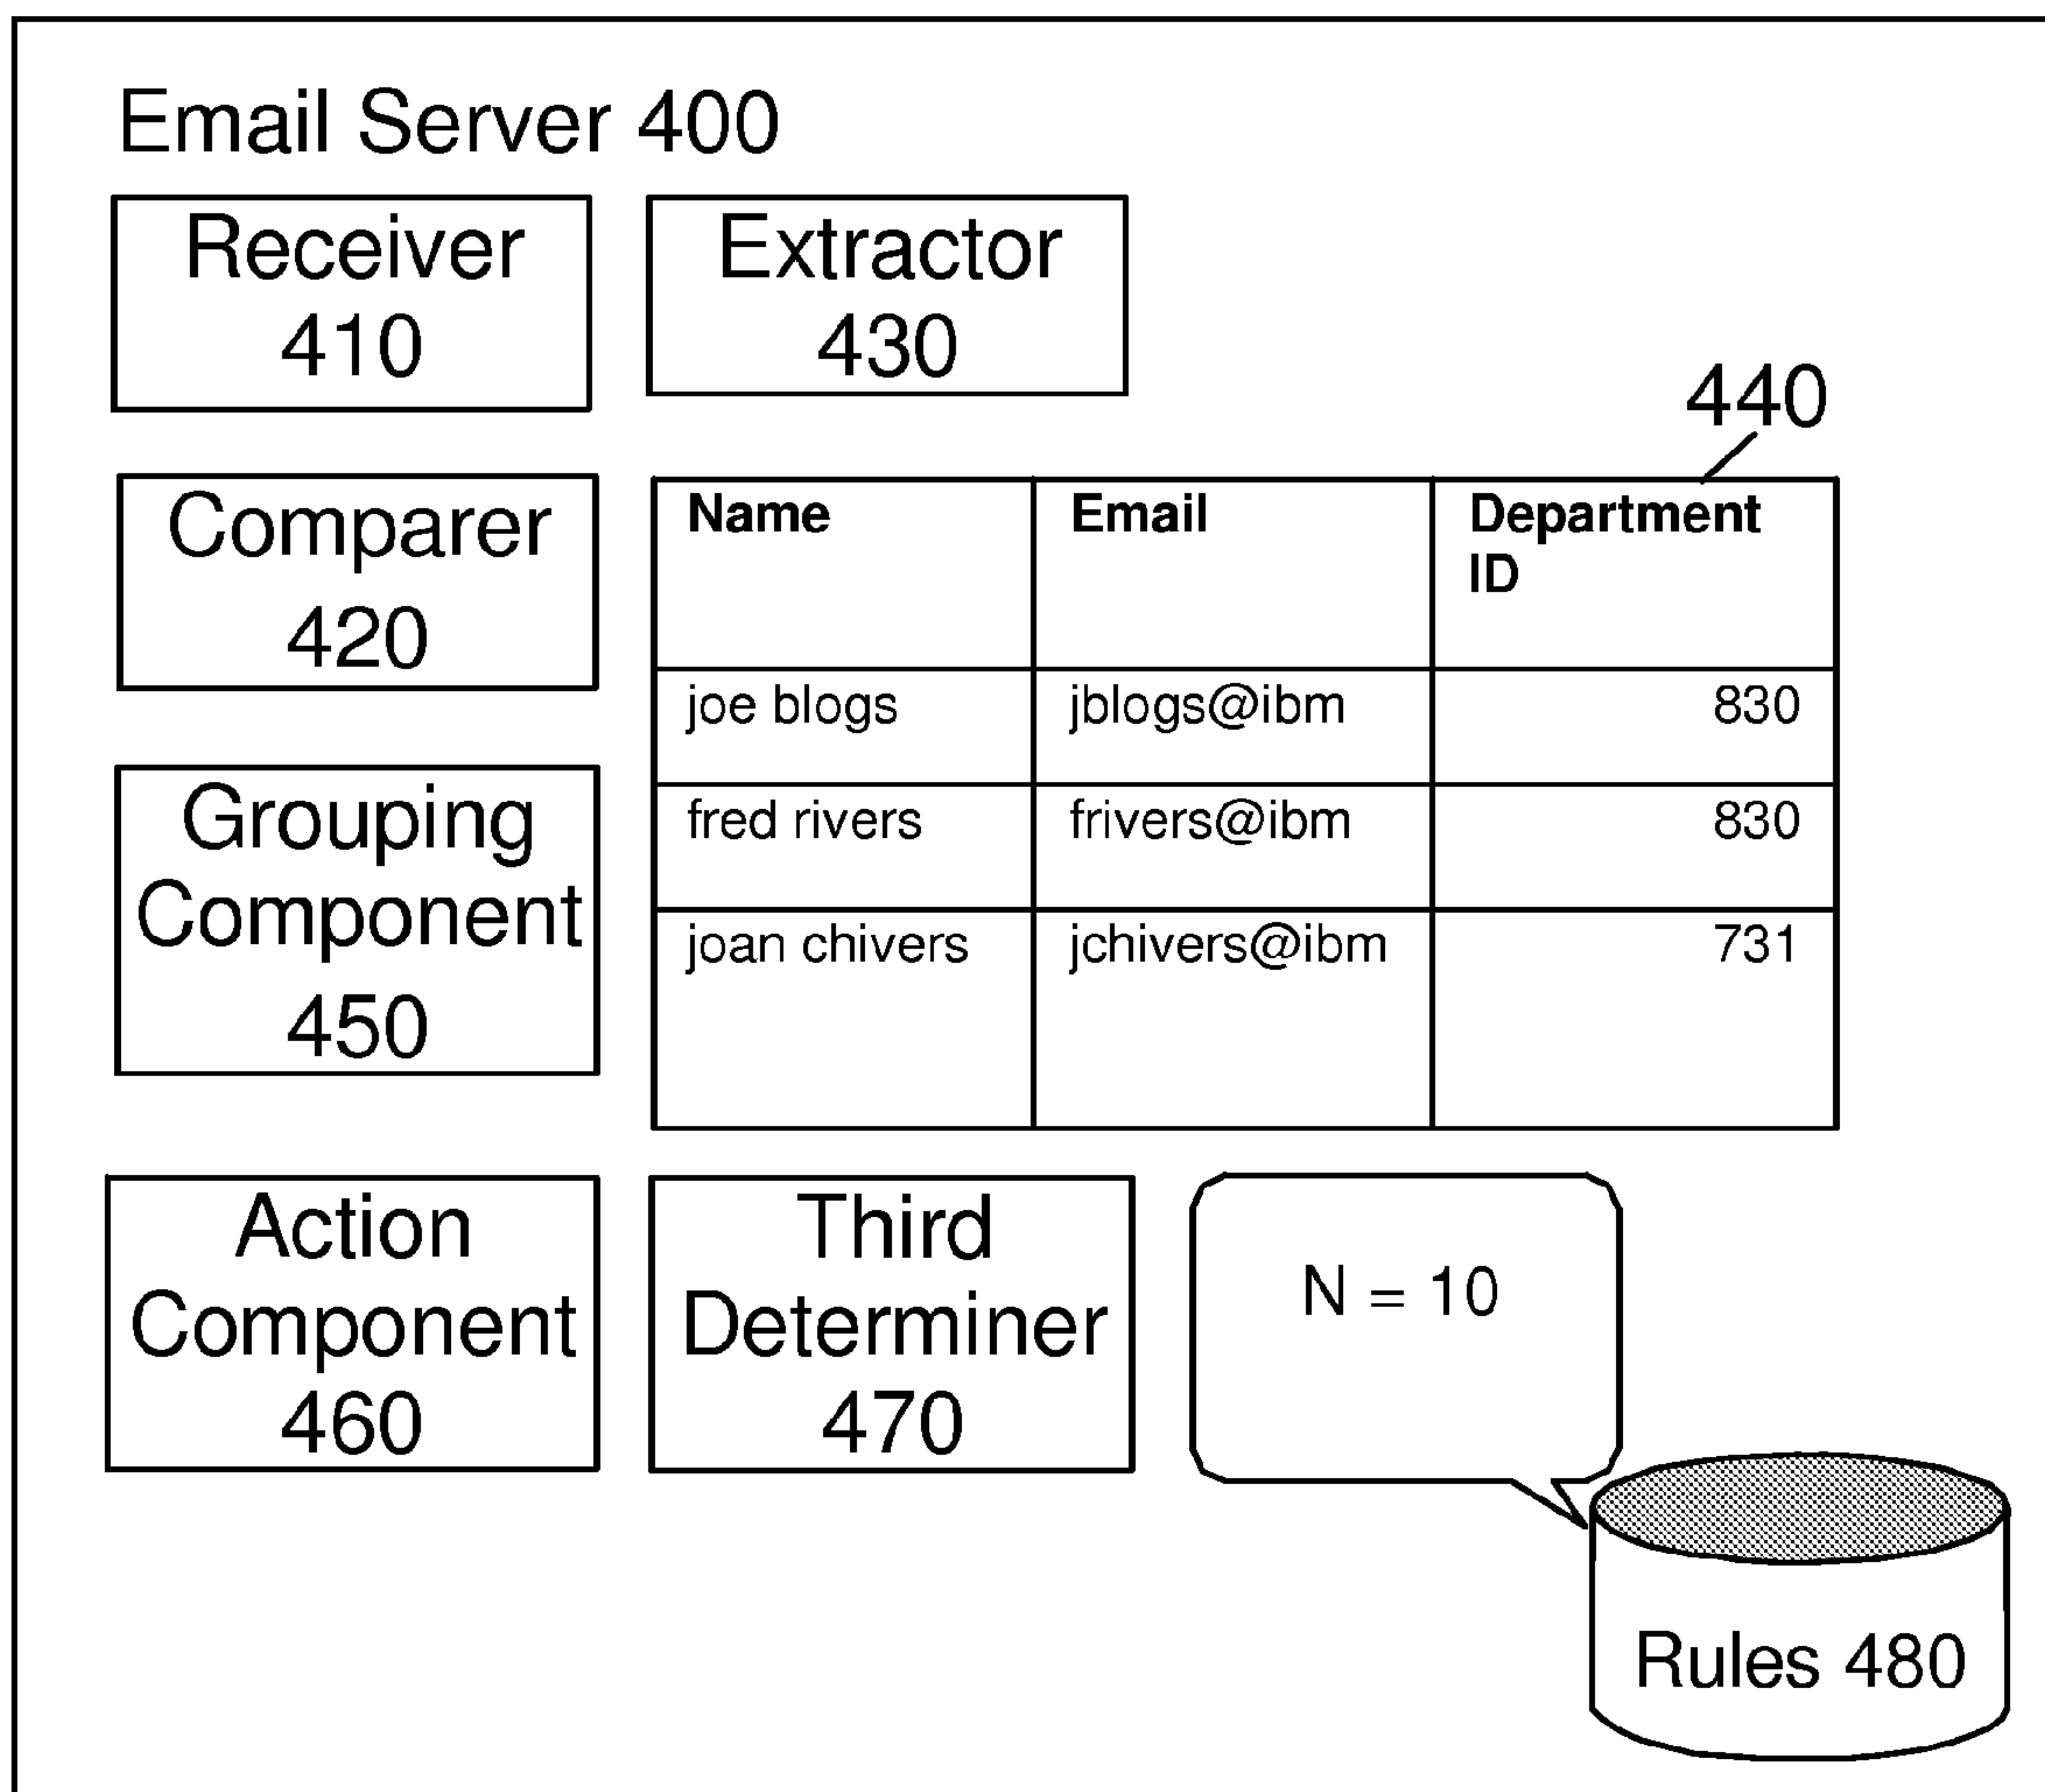 Email Server 400
Receiver
410
Extractor
430
440
Comparer
420
Name Email Department
ID
joe blogs jblogs@ibm 830
fred rivers frivers@ibm 830
joan chivers jchivers@ibm 731
Grouping
Component
450
Action
Component
460
Third
Determiner
470
N = 10
Rules 480